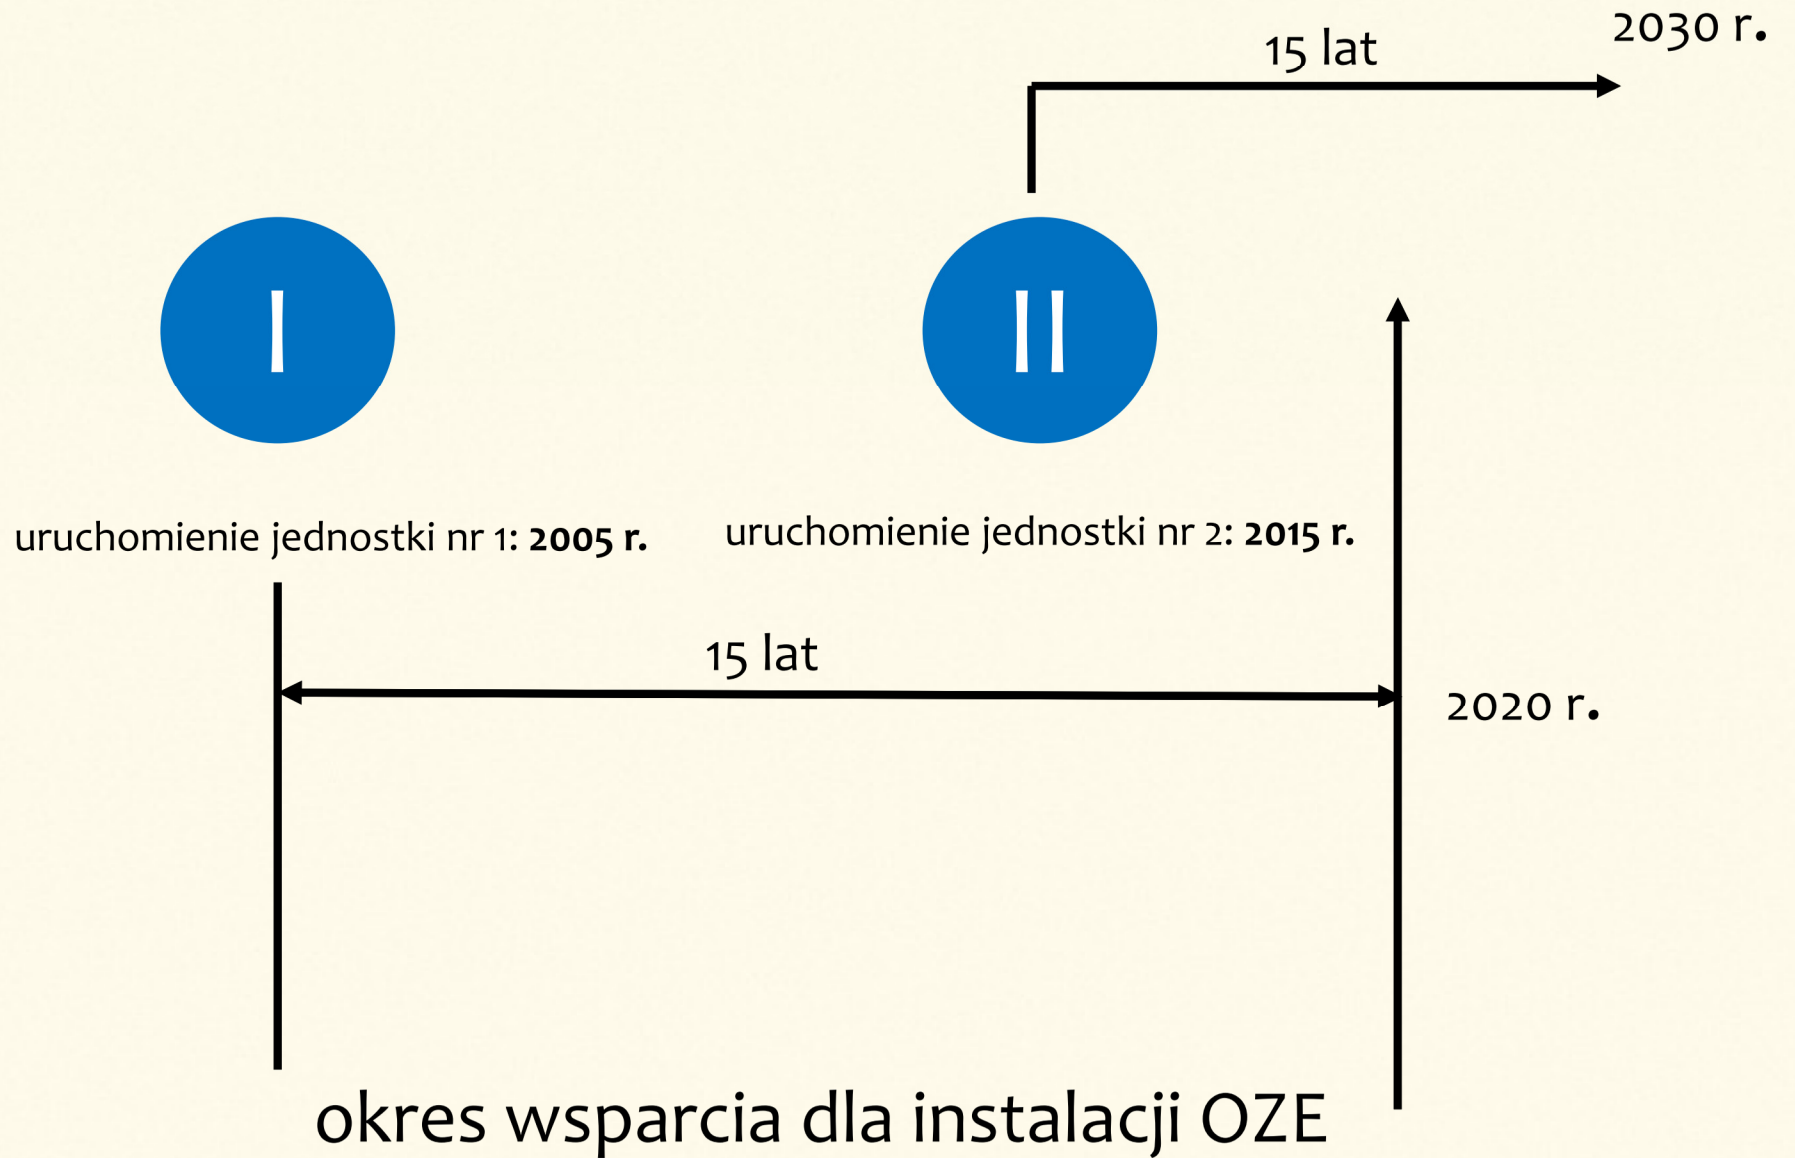 2030 r.
15 lat
I
II
uruchomienie jednostki nr 1: 2005 r.
uruchomienie jednostki nr 2: 2015 r.
15 lat
2020 r.
okres wsparcia dla instalacji OZE